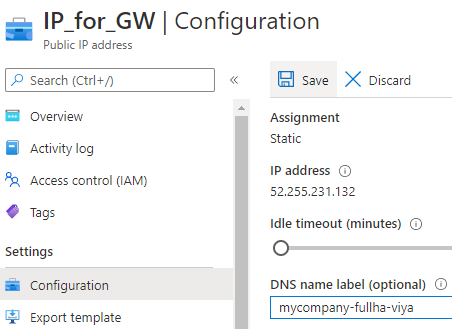 IP_for_GW | Configuration
Public IP address
Search (Ctrl+/)
«
Overview
Activity log
Access control (IAM)
Tags
Settings
Configuration
Export template
Save
Discard
Assignment
Static
IP address
52.255.231.132
Idle timeout (minutes)
DNS name label (optional)
mycompany-fullha-viya